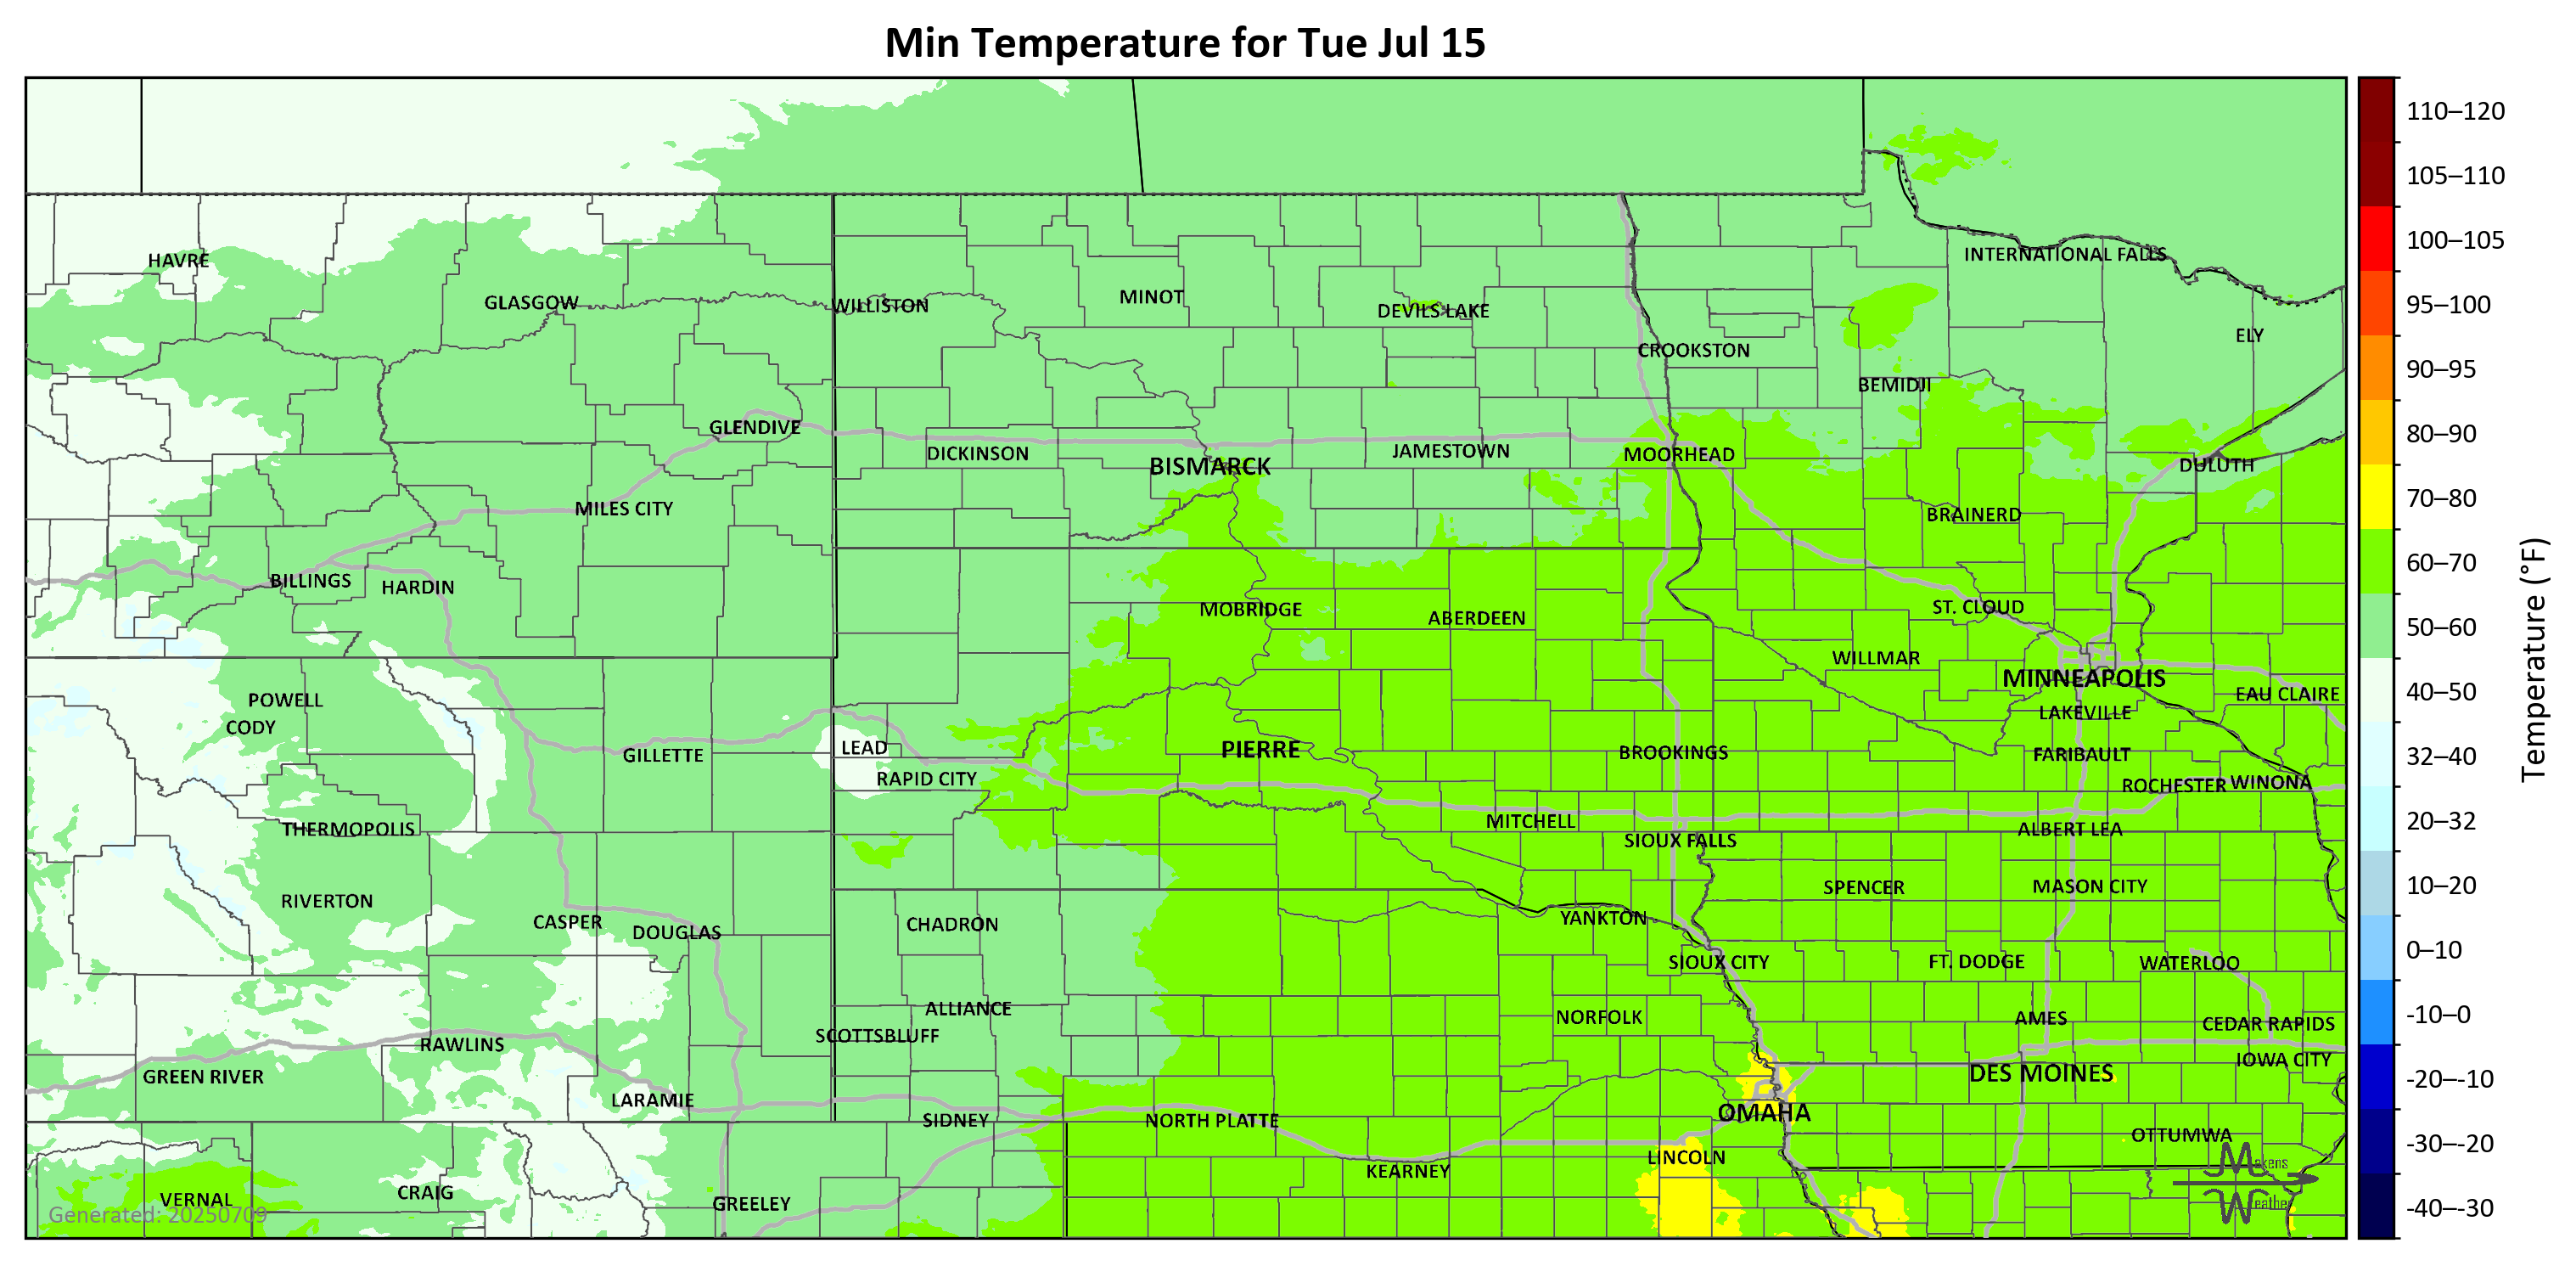 Min Temperature for Tue Jul 15
HAVRE
GLASGOW
WILLISTON
MINOT
DEVILS LAKE
INTERNATIONAL FALLS
ELY
CROOKSTON
BEMIDJI
GLENDIVE
DICKINSON
BISMARCK
JAMESTOWN
MOORHEAD
DULUTH
MILES CITY
BRAINERD
BILLINGS
HARDIN
MOBRIDGE
ABERDEEN
ST. CLOUD
WILLMAR
MINNEAPOLIS
EAU CLAIRE
POWELL
CODY
LAKEVILLE
GILLETTE
LEAD
RAPID CITY
PIERRE
BROOKINGS
FARIBAULT
ROCHESTER
WINONA
THERMOPOLIS
MITCHELL
SIOUX FALLS
ALBERT LEA
RIVERTON
SPENCER
MASON CITY
CASPER
DOUGLAS
CHADRON
YANKTON
SIOUX CITY
FT. DODGE
WATERLOO
ALLIANCE
SCOTTSBLUFF
NORFOLK
AMES
CEDAR RAPIDS
RAWLINS
GREEN RIVER
IOWA CITY
DES MOINES
LARAMIE
SIDNEY
NORTH PLATTE
OMAHA
OTTUMWA
LINCOLN
KEARNEY
VERNAL
CRAIG
GREELEY
Generated: 20250709
Makens
Weather
110–120
105–110
100–105
95–100
90–95
80–90
70–80
60–70
50–60
40–50
32–40
20–32
10–20
0–10
-10–0
-20–-10
-30–-20
-40–-30
Temperature (°F)